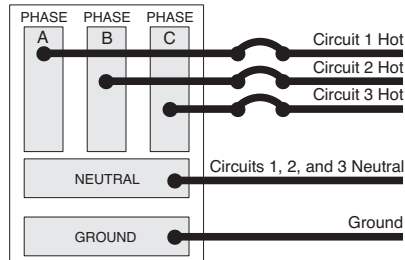 PHASE PHASE PHASE
A B C
Circuit 1 Hot
Circuit 2 Hot
Circuit 3 Hot
NEUTRAL
Circuits 1, 2, and 3 Neutral
GROUND
Ground